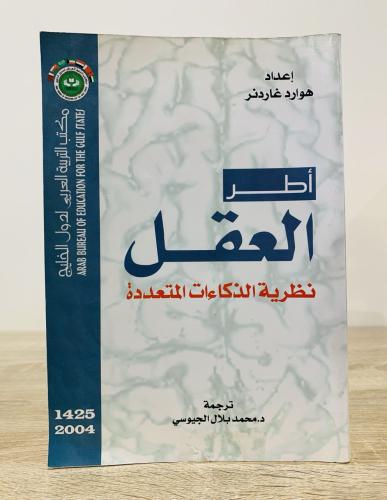 إعداد
هوارد غاردنر
أطر
العقل
نظرية الذكاءات المتعددة
ترجمة
د.محمد بلال الجيوسي
مكتب التربية العربي لدول الخليج
ARAB BUREAU OF EDUCATION FOR THE GULF STATES
1425
2004